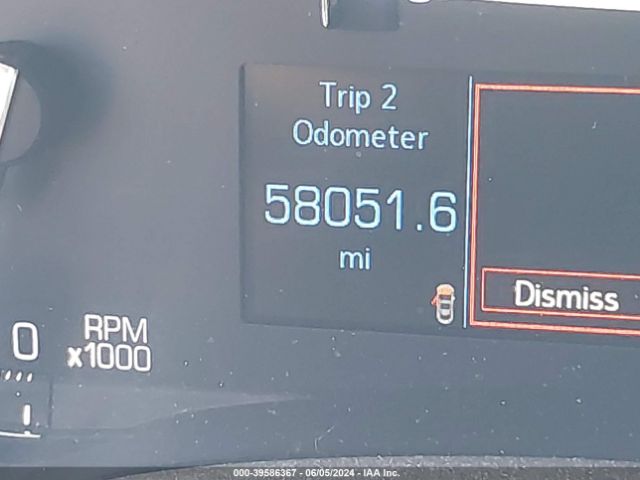 Trip 2
Odometer
58051.6
mi
Dismiss
0
RPM
x1000
000-39586367 - 06/05/2024 - IAA Inc.